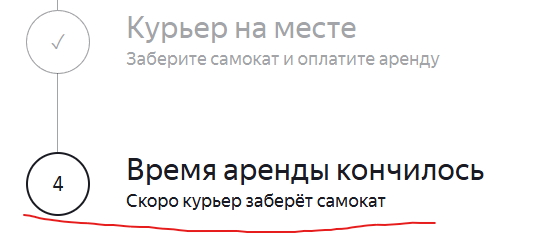 Курьер на месте
Заберите самокат и оплатите аренду
4
Время аренды кончилось
Скоро курьер заберёт самокат